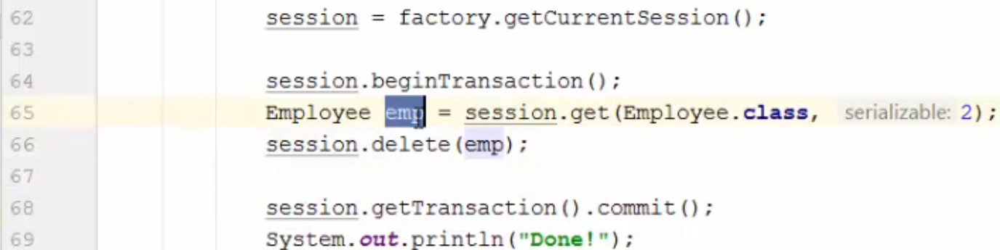 62 session = factory.getCurrentSession();
63
64 session.beginTransaction();
65 Employee emp = session.get(Employee.class, serializable: 2);
66 session.delete(emp);
67
68 session.getTransaction().commit();
69 System.out.println("Done!");